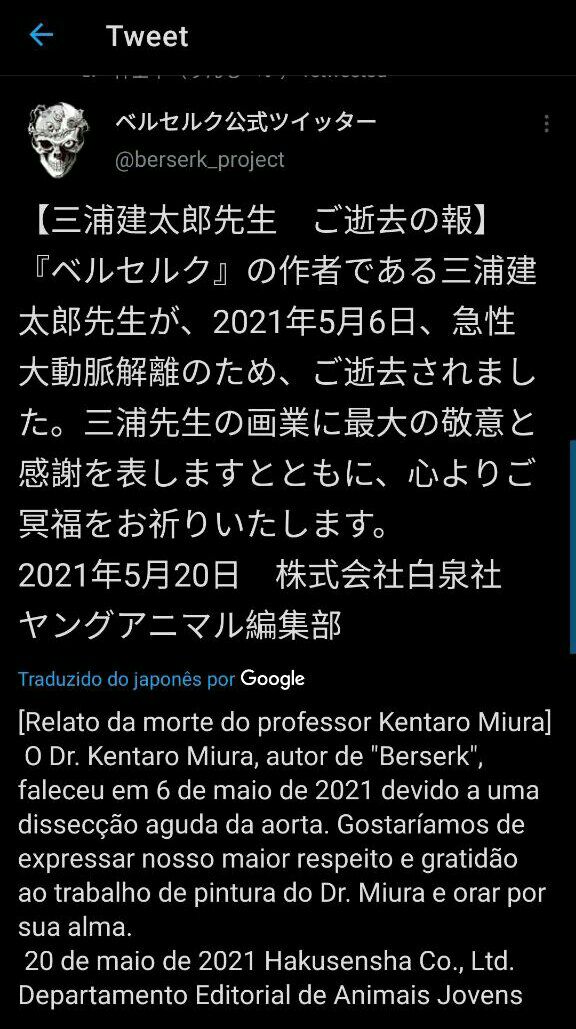 Tweet
ベルセルク公式ツイッター
@berserk_project
【三浦建太郎先生　ご逝去の報】
『ベルセルク』の作者である三浦建
太郎先生が、2021年5月6日、急性
大動脈解離のため、ご逝去されまし
た。三浦先生の画業に最大の敬意と
感謝を表しますとともに、心よりご
冥福をお祈りいたします。
2021年5月20日　株式会社白泉社
ヤングアニマル編集部
Traduzido do japonês por Google
[Relato da morte do professor Kentaro Miura]
O Dr. Kentaro Miura, autor de "Berserk",
faleceu em 6 de maio de 2021 devido a uma
dissecção aguda da aorta. Gostaríamos de
expressar nosso maior respeito e gratidão
ao trabalho de pintura do Dr. Miura e orar por
sua alma.
20 de maio de 2021 Hakusensha Co., Ltd.
Departamento Editorial de Animais Jovens